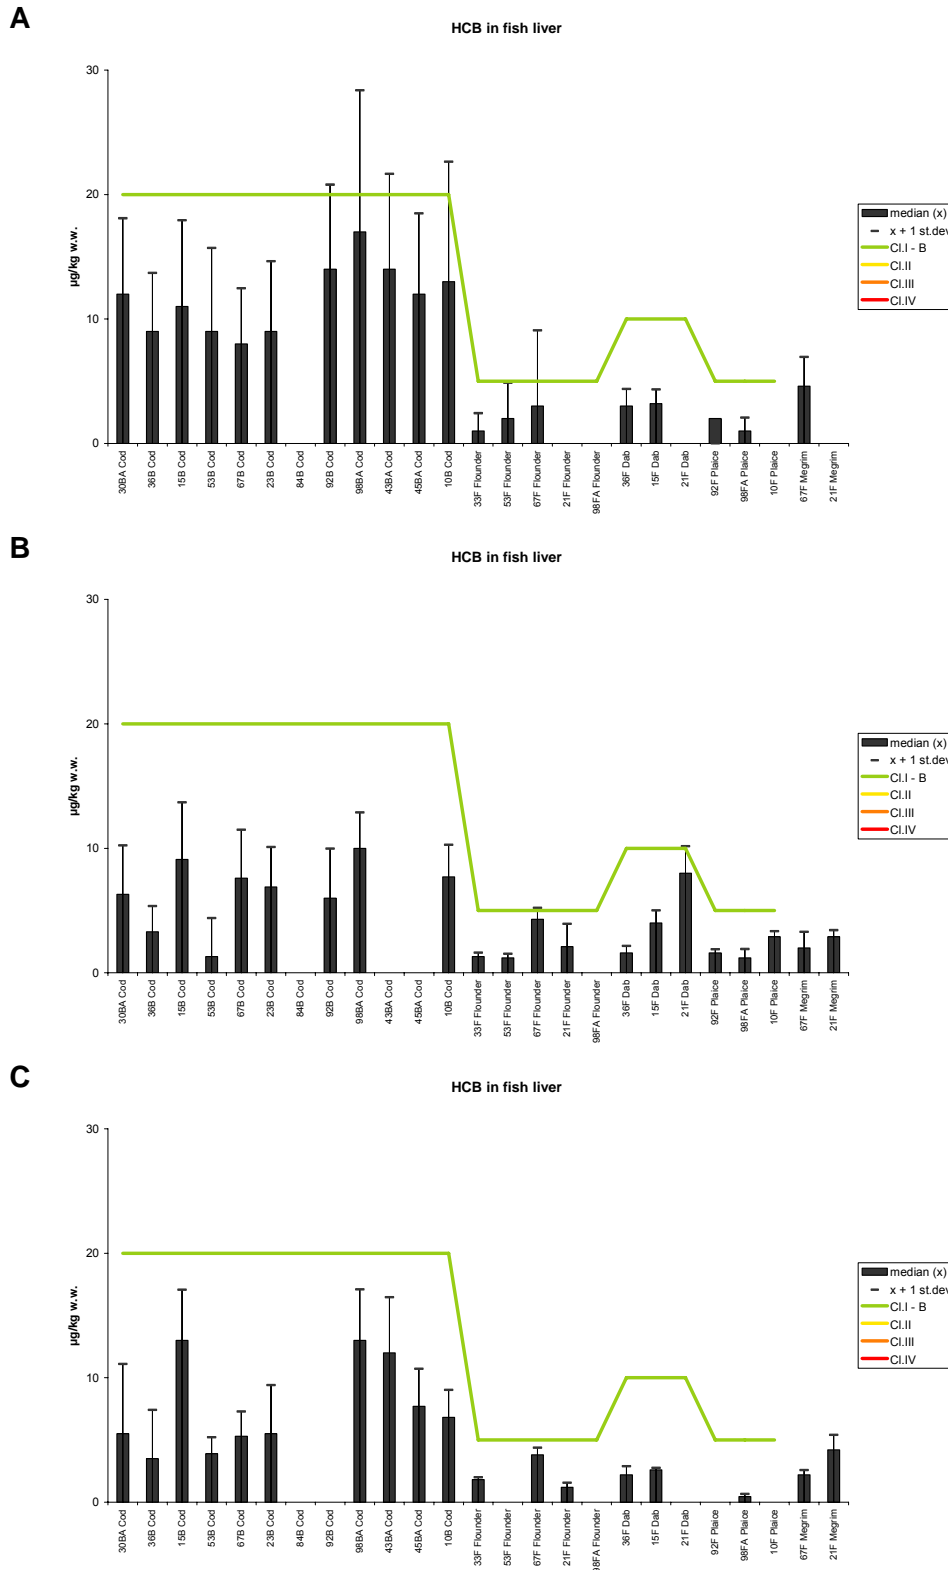 A
HCB in fish liver
30
20
10
0
µg/kg w.w.
median (x)
x + 1 st.dev
Cl.I - B
Cl.II
Cl.III
Cl.IV
30BA Cod
36B Cod
15B Cod
53B Cod
67B Cod
23B Cod
84B Cod
92B Cod
98BA Cod
43BA Cod
45BA Cod
10B Cod
33F Flounder
53F Flounder
67F Flounder
21F Flounder
98FA Flounder
36F Dab
15F Dab
21F Dab
92F Plaice
98FA Plaice
10F Plaice
67F Megrim
21F Megrim
B
HCB in fish liver
30
20
10
0
µg/kg w.w.
median (x)
x + 1 st.dev
Cl.I - B
Cl.II
Cl.III
Cl.IV
30BA Cod
36B Cod
15B Cod
53B Cod
67B Cod
23B Cod
84B Cod
92B Cod
98BA Cod
43BA Cod
45BA Cod
10B Cod
33F Flounder
53F Flounder
67F Flounder
21F Flounder
98FA Flounder
36F Dab
15F Dab
21F Dab
92F Plaice
98FA Plaice
10F Plaice
67F Megrim
21F Megrim
C
HCB in fish liver
30
20
10
0
µg/kg w.w.
median (x)
x + 1 st.dev
Cl.I - B
Cl.II
Cl.III
Cl.IV
30BA Cod
36B Cod
15B Cod
53B Cod
67B Cod
23B Cod
84B Cod
92B Cod
98BA Cod
43BA Cod
45BA Cod
10B Cod
33F Flounder
53F Flounder
67F Flounder
21F Flounder
98FA Flounder
36F Dab
15F Dab
21F Dab
92F Plaice
98FA Plaice
10F Plaice
67F Megrim
21F Megrim